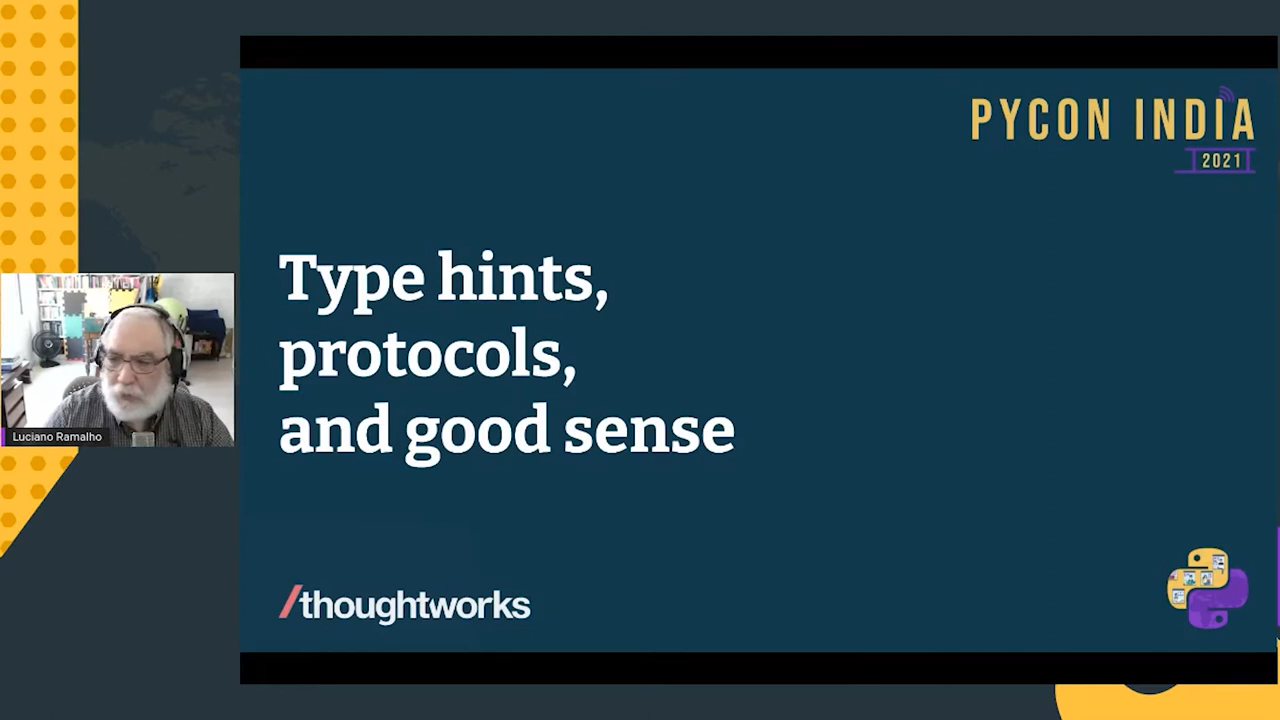 PYCON INDIA
2021
Type hints,
protocols,
and good sense
Luciano Ramalho
/thoughtworks